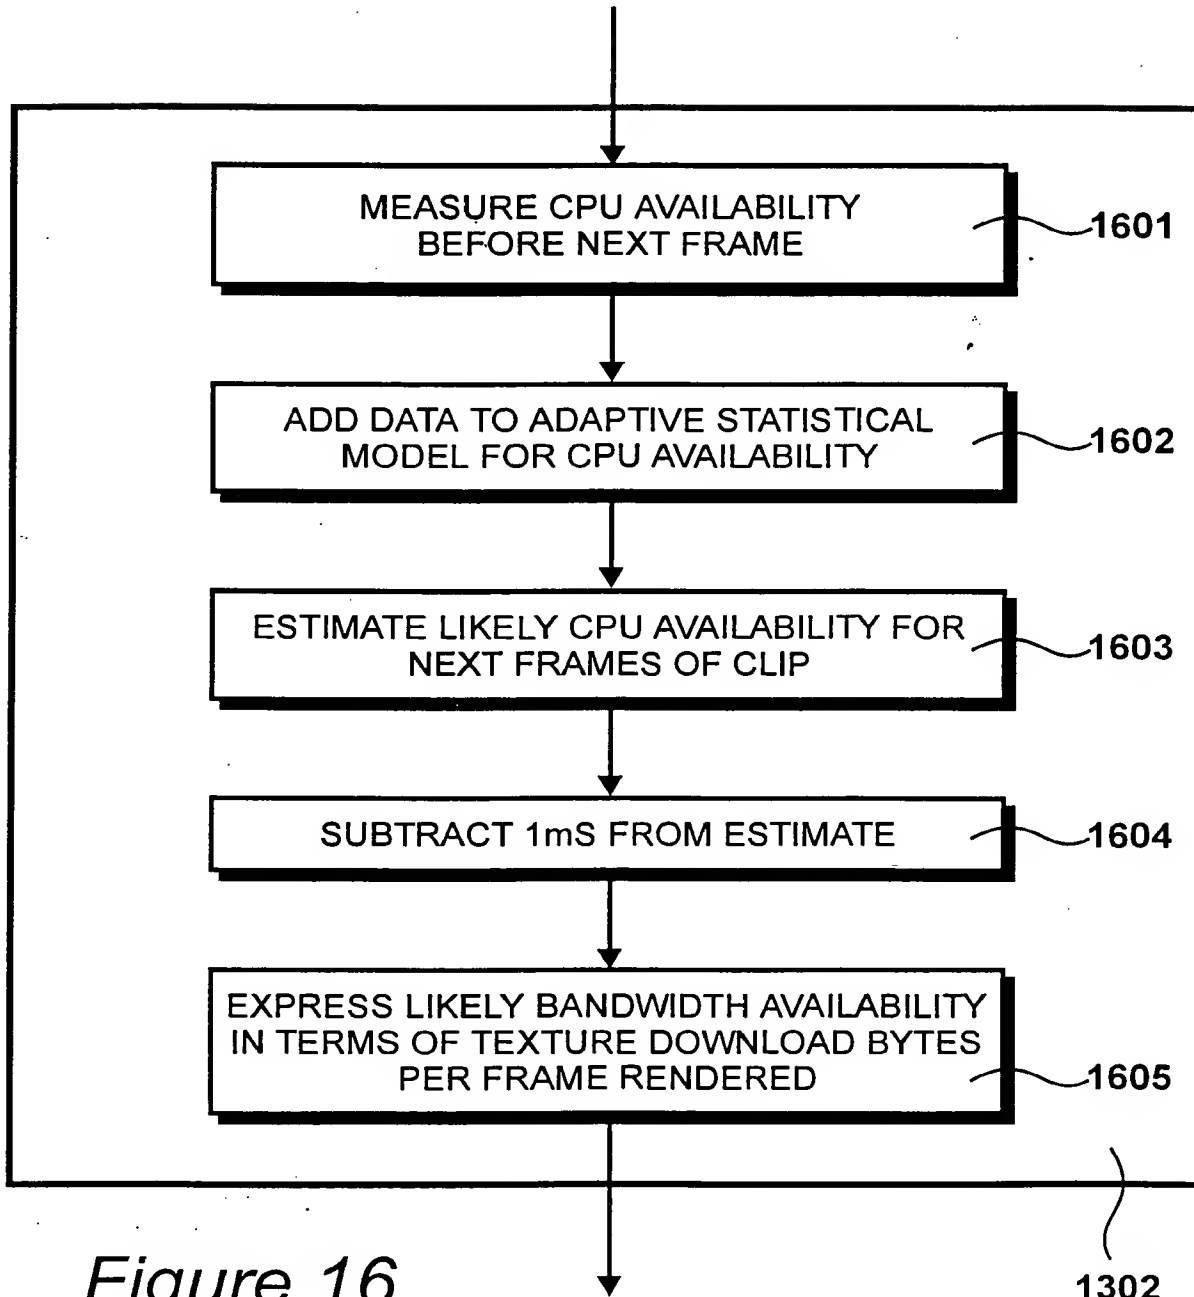 MEASURE CPU AVAILABILITY
BEFORE NEXT FRAME
1601
ADD DATA TO ADAPTIVE STATISTICAL
MODEL FOR CPU AVAILABILITY
1602
ESTIMATE LIKELY CPU AVAILABILITY FOR
NEXT FRAMES OF CLIP
1603
SUBTRACT 1mS FROM ESTIMATE
1604
EXPRESS LIKELY BANDWIDTH AVAILABILITY
IN TERMS OF TEXTURE DOWNLOAD BYTES
PER FRAME RENDERED
1605
Figure 16
1302